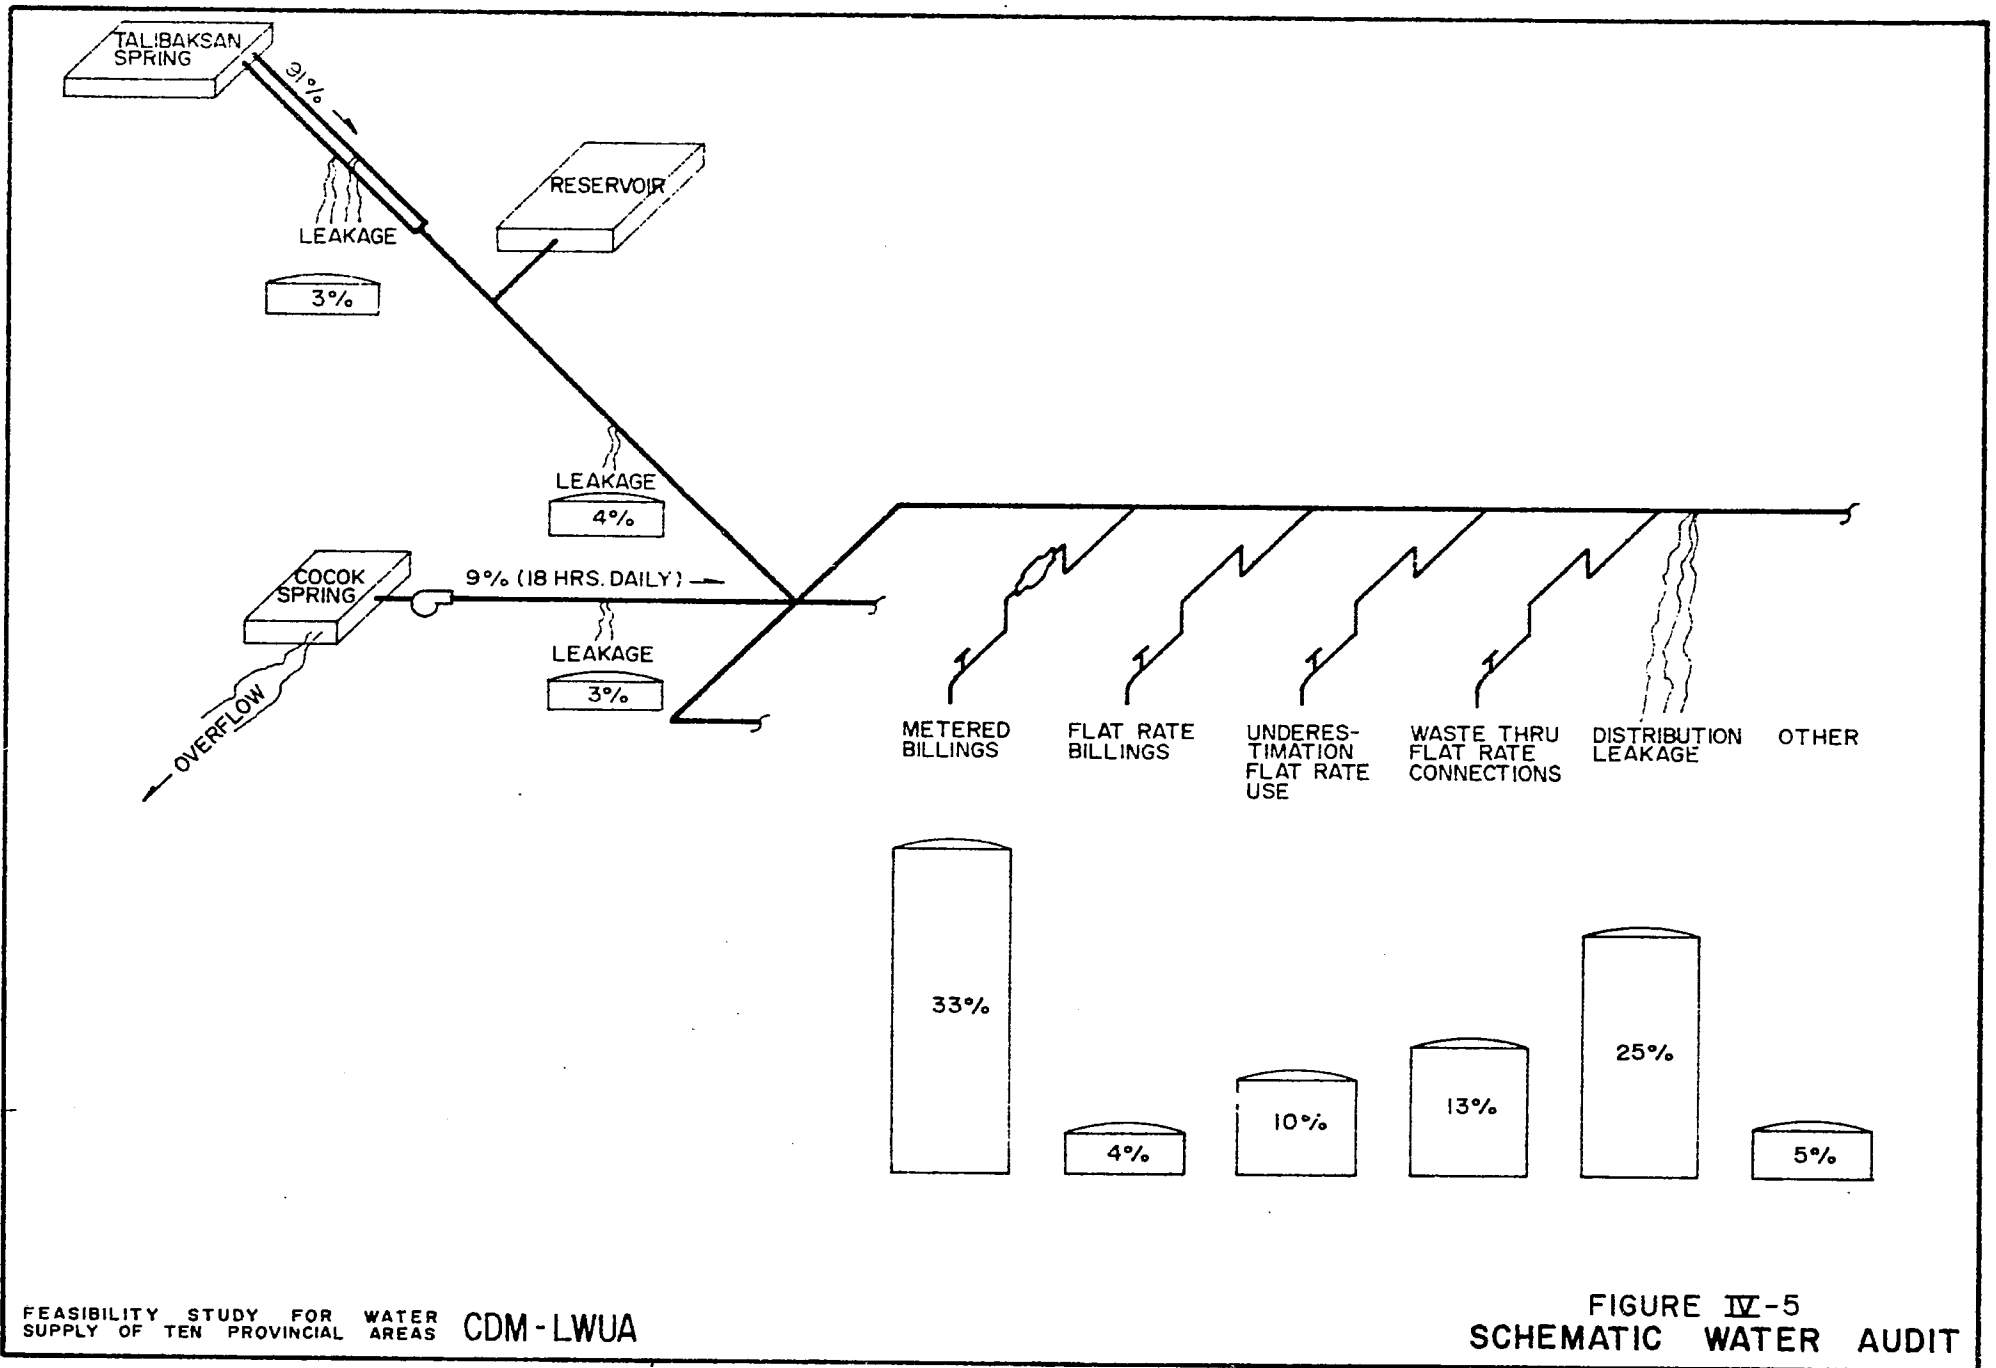 TALIBAKSAN
SPRING
91%
LEAKAGE
3%
RESERVOIR
LEAKAGE
4%
COCOK
SPRING
9% (18 HRS. DAILY)
LEAKAGE
3%
OVERFLOW
METERED
BILLINGS
FLAT RATE
BILLINGS
UNDERES-
TIMATION
FLAT RATE
USE
WASTE THRU
FLAT RATE
CONNECTIONS
DISTRIBUTION
LEAKAGE
OTHER
33%
4%
10%
13%
25%
5%
FEASIBILITY STUDY FOR WATER
SUPPLY OF TEN PROVINCIAL AREAS
CDM-LWUA
FIGURE IV-5
SCHEMATIC WATER AUDIT